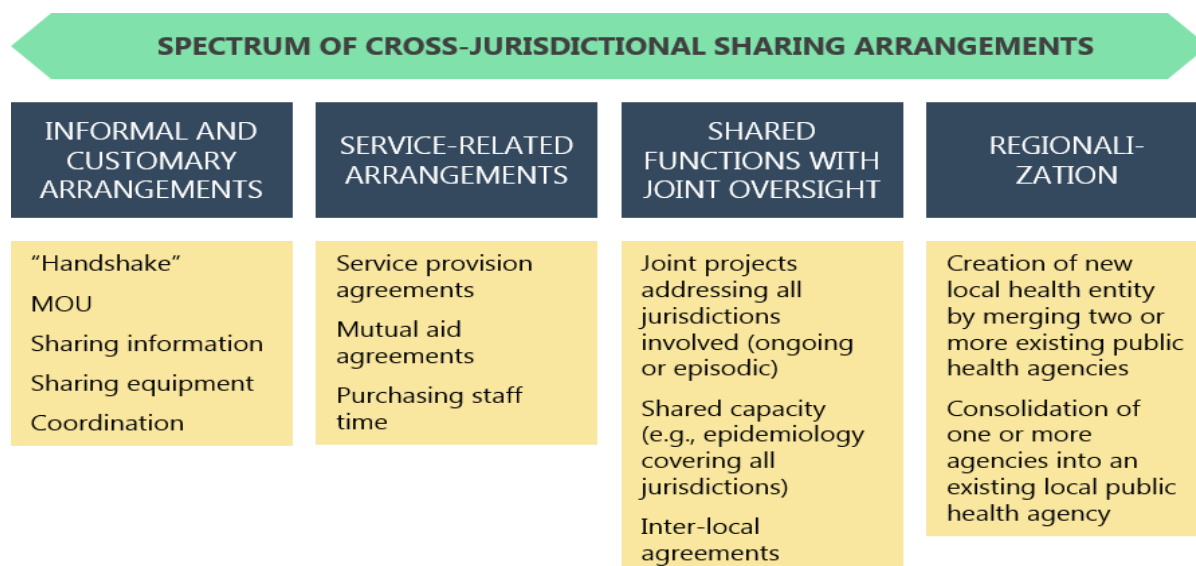 SPECTRUM OF CROSS-JURISDICTIONAL SHARING ARRANGEMENTS
INFORMAL AND
CUSTOMARY
ARRANGEMENTS
"Handshake"
MOU
Sharing information
Sharing equipment
Coordination
SERVICE-RELATED
ARRANGEMENTS
Service provision
agreements
Mutual aid
agreements
Purchasing staff
time
SHARED
FUNCTIONS WITH
JOINT OVERSIGHT
Joint projects
addressing all
jurisdictions
involved (ongoing
or episodic)
Shared capacity
(e.g., epidemiology
covering all
jurisdictions)
Inter-local
agreements
REGIONALI-
ZATION
Creation of new
local health entity
by merging two or
more existing public
health agencies
Consolidation of
one or more
agencies into an
existing local public
health agency